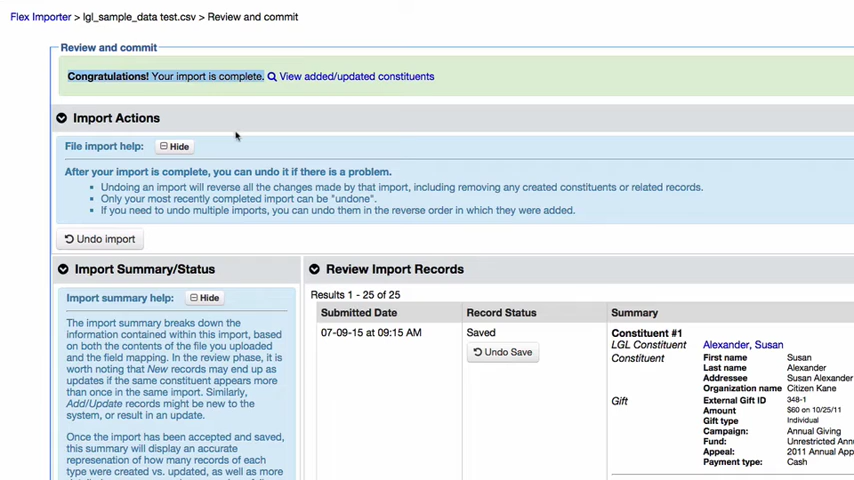 Flex Importer > lgl_sample_data test.csv > Review and commit
Review and commit
Congratulations! Your import is complete. View added/updated constituents
Import Actions
File import help: Hide
After your import is complete, you can undo it if there is a problem.
Undoing an import will reverse all the changes made by that import, including removing any created constituents or related records.
Only your most recently completed import can be "undone".
If you need to undo multiple imports, you can undo them in the reverse order in which they were added.
Undo import
Import Summary/Status
Import summary help: Hide
The import summary breaks down the
information contained within this import, based
on both the contents of the file you uploaded
and the field mapping. In the review phase, it is
worth noting that New records may end up as
updates if the same constituent appears more
than once in the same import. Similarly,
Add/Update records might be new to the
system, or result in an update.
Once the import has been accepted and saved,
this summary will display an accurate
represenation of how many records of each
type were created vs. updated, as well as more
Review Import Records
Results 1 - 25 of 25
Submitted Date Record Status Summary
07-09-15 at 09:15 AM Saved Constituent #1
Undo Save
LGL Constituent Alexander, Susan
Constituent First name Susan
Last name Alexander
Addressee Susan Alexander
Organization name Citizen Kane
Gift External Gift ID 348-1
Amount $60 on 10/25/11
Gift type Individual
Campaign: Annual Giving
Fund: Unrestricted Ann
Appeal: 2011 Annual App
Payment type: Cash